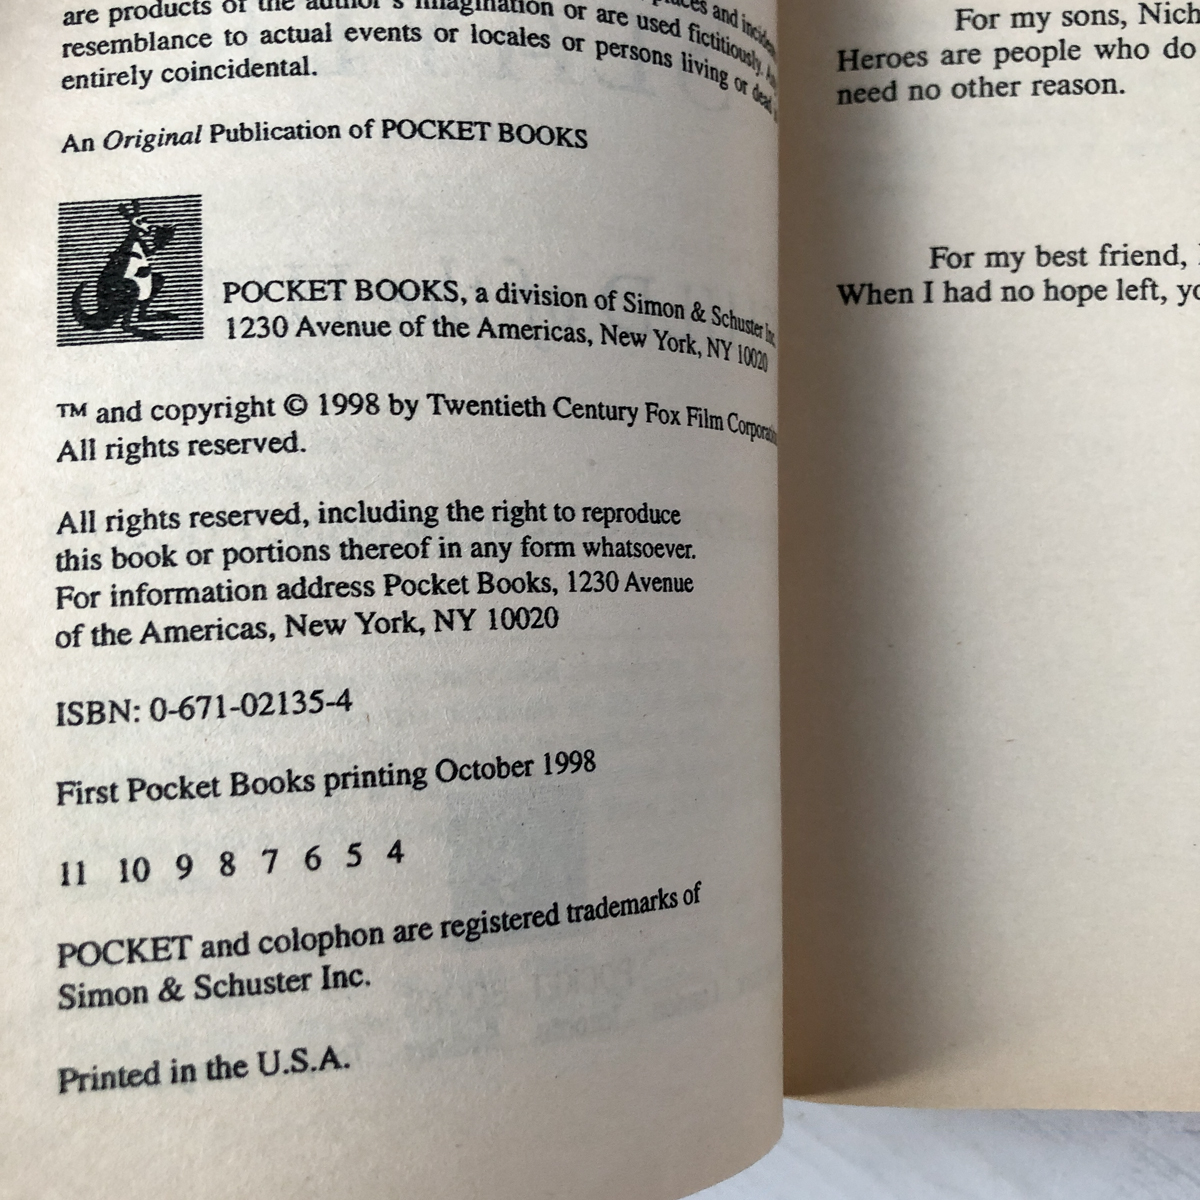 are products of the author's imagination or are used fictitiously.
resemblance to actual events or locales or persons living or dead
entirely coincidental.
An Original Publication of POCKET BOOKS
POCKET BOOKS, a division of Simon & Schuster Inc.
1230 Avenue of the Americas, New York, NY 10020
™ and copyright © 1998 by Twentieth Century Fox Film
All rights reserved.
All rights reserved, including the right to reproduce
this book or portions thereof in any form whatsoever.
For information address Pocket Books, 1230 Avenue
of the Americas, New York, NY 10020
ISBN: 0-671-02135-4
First Pocket Books printing October 1998
11 10 9 8 7 6 5 4
POCKET and colophon are registered trademarks of
Simon & Schuster Inc.
Printed in the U.S.A.
For my sons, Nich
Heroes are people who do
need no other reason.
For my best friend,
When I had no hope left, yo